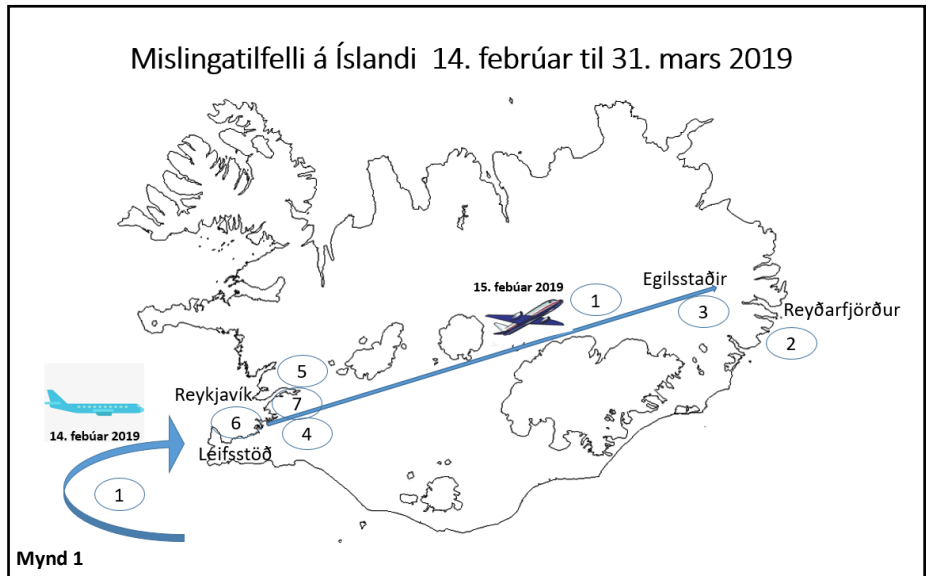 Mislingatilfelli á Íslandi 14. febrúar til 31. mars 2019
Egilsstaðir
15. febúar 2019
1
3
Reyðarfjörður
2
5
Reykjavík
7
6
4
14. febúar 2019
Leifsstöð
1
Mynd 1